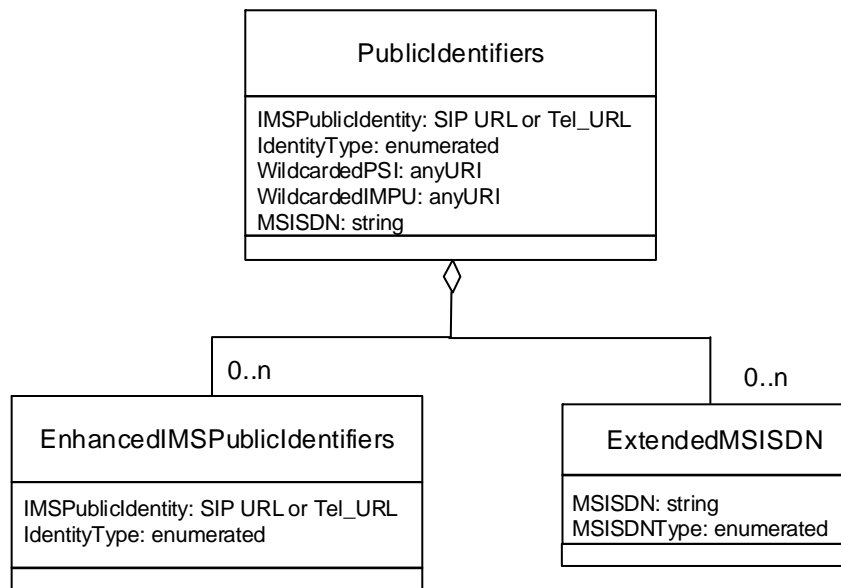 PublicIdentifiers
IMSPublicIdentity: SIP URL or Tel_URL
IdentityType: enumerated
WildcardedPSI: anyURI
WildcardedIMPU: anyURI
MSISDN: string
0..n
0..n
EnhancedIMSPublicIdentifiers
IMSPublicIdentity: SIP URL or Tel_URL
IdentityType: enumerated
ExtendedMSISDN
MSISDN: string
MSISDNType: enumerated